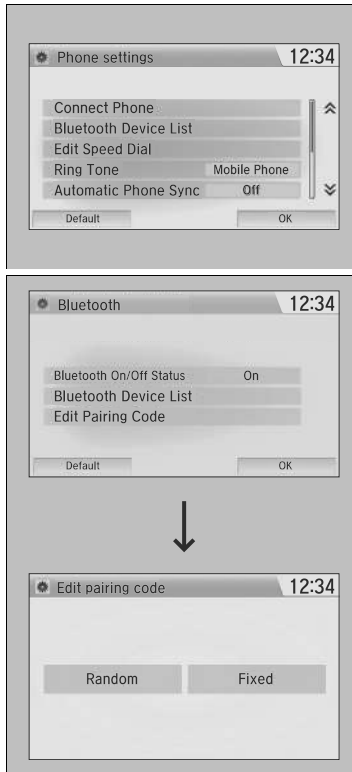 Phone settings 12:34
Connect Phone
Bluetooth Device List
Edit Speed Dial
Ring Tone Mobile Phone
Automatic Phone Sync Off
Default OK
Bluetooth 12:34
Bluetooth On/Off Status On
Bluetooth Device List
Edit Pairing Code
Default OK
Edit pairing code 12:34
Random Fixed